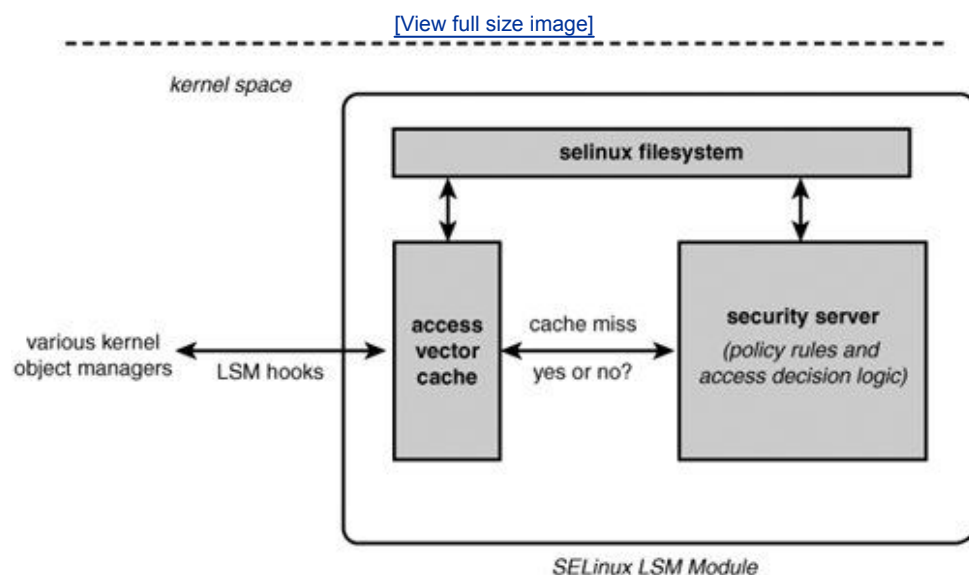 [View full size image]
kernel space
selinux filesystem
various kernel
object managers
LSM hooks
access
vector
cache
cache miss
yes or no?
security server
(policy rules and
access decision logic)
SELinux LSM Module